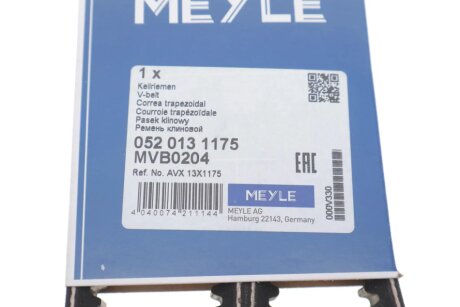 MEYLE
1 x
Keilriemen
V-belt
Correa trapezoidal
Courroie trapézoïdale
Pasek klinowy
Ремень клиновой
052 013 1175
MVB0204
Ref. No. AVX 13X1175
EAC
MEYLE
4 040074 211144
MEYLE AG
Hamburg 22143, Germany
000V330